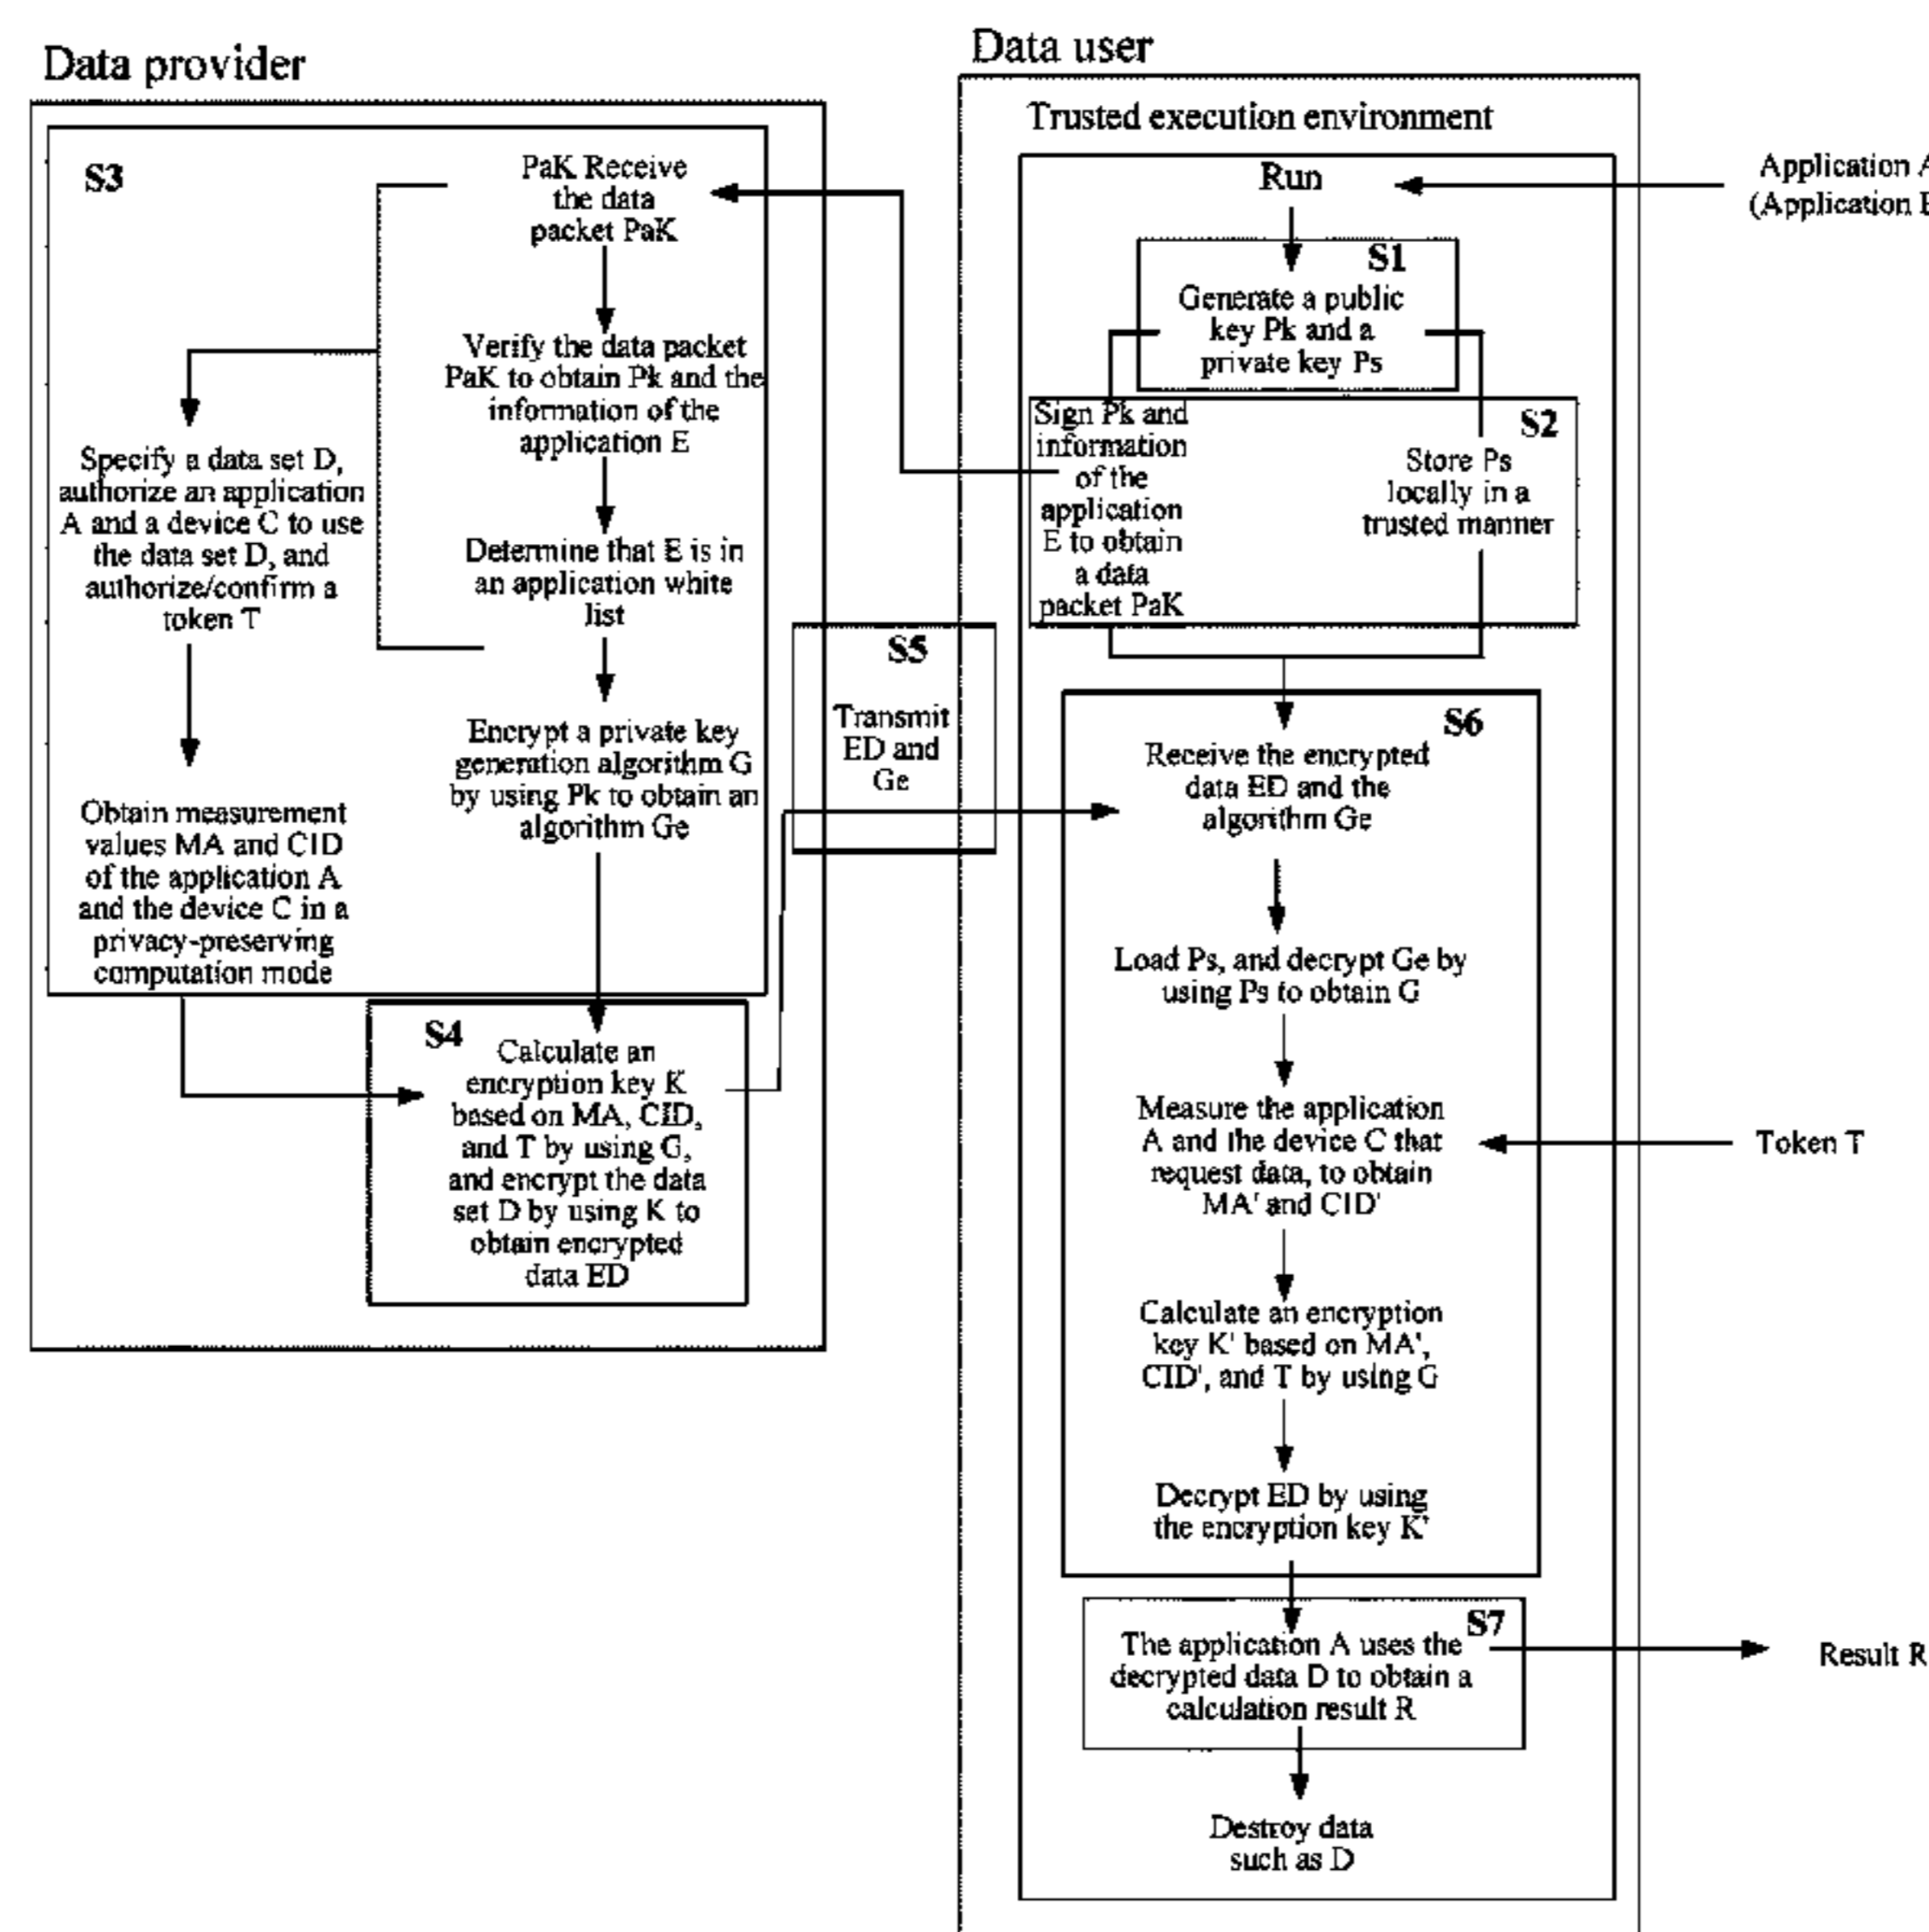 Data provider
S3
PaK Receive
the data
packet PaK
Verify the data packet
PaK to obtain Pk and the
information of the
application E
Determine that E is in
an application white
list
Encrypt a private key
generation algorithm G
by using Pk to obtain an
algorithm Ge
Specify a data set D,
authorize an application
A and a device C to use
the data set D, and
authorize/confirm a
token T
Obtain measurement
values MA and CID
of the application A
and the device C in a
privacy-preserving
computation mode
S4
Calculate an
encryption key K
based on MA, CID,
and T by using G,
and encrypt the data
set D by using K to
obtain encrypted
data ED
S5
Transmit
ED and
Ge
Data user
Trusted execution environment
Run
Application A
(Application E
S1
Generate a public
key Pk and a
private key Ps
S2
Sign Pk and
information
of the
application
E to obtain
a data
packet PaK
Store Ps
locally in a
trusted manner
S6
Receive the encrypted
data ED and the
algorithm Ge
Load Ps, and decrypt Ge by
using Ps to obtain G
Measure the application
A and the device C that
request data, to obtain
MA' and CID'
Token T
Calculate an encryption
key K' based on MA',
CID', and T by using G
Decrypt ED by using
the encryption key K'
S7
The application A uses the
decrypted data D to obtain a
calculation result R
Result R
Destroy data
such as D